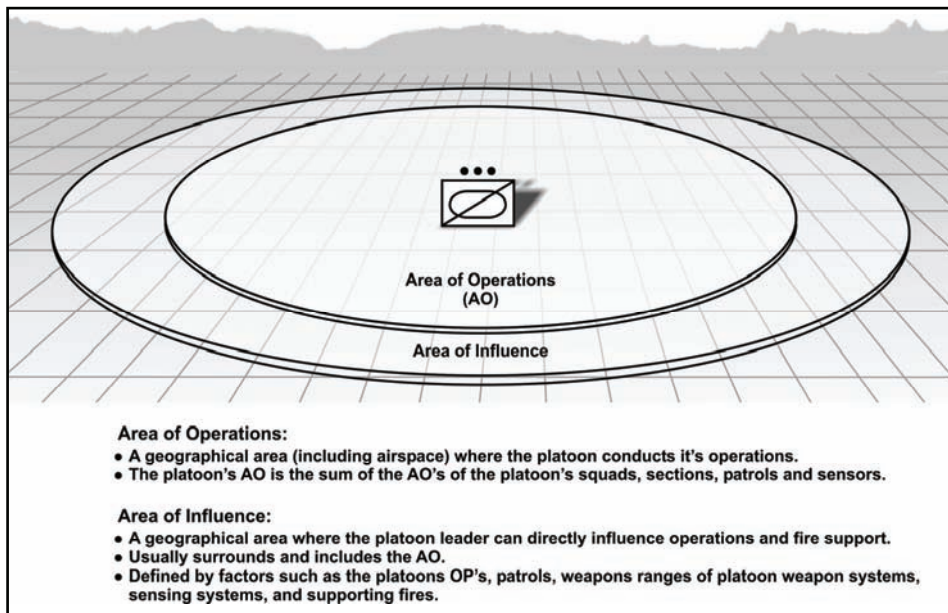 Area of Operations
(AO)
Area of Influence
Area of Operations:
• A geographical area (including airspace) where the platoon conducts it's operations.
• The platoon's AO is the sum of the AO's of the platoon's squads, sections, patrols and sensors.
Area of Influence:
• A geographical area where the platoon leader can directly influence operations and fire support.
• Usually surrounds and includes the AO.
• Defined by factors such as the platoons OP's, patrols, weapons ranges of platoon weapon systems,
sensing systems, and supporting fires.